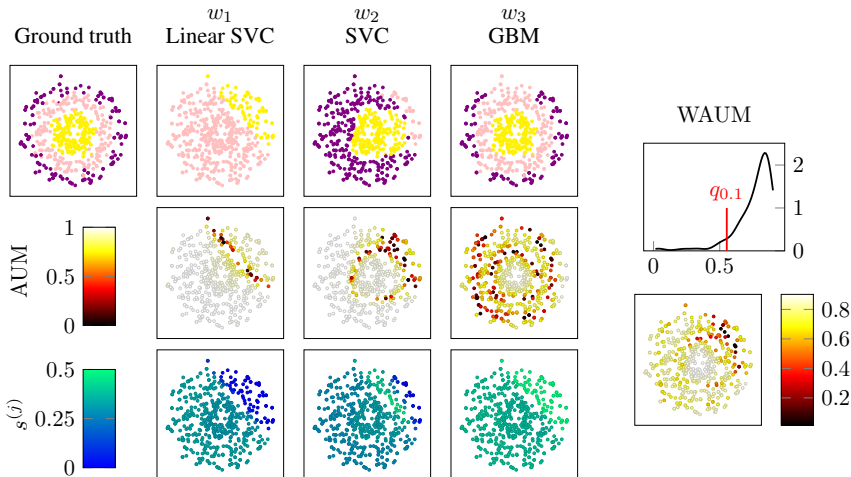 w₁
w₂
w₃
Ground truth
Linear SVC
SVC
GBM
WAUM
2
q₀.₁
1
0
0
0.5
AUM
1
0.5
0
0.8
0.6
0.4
0.2
s⁽ʲ⁾
0.5
0.25
0